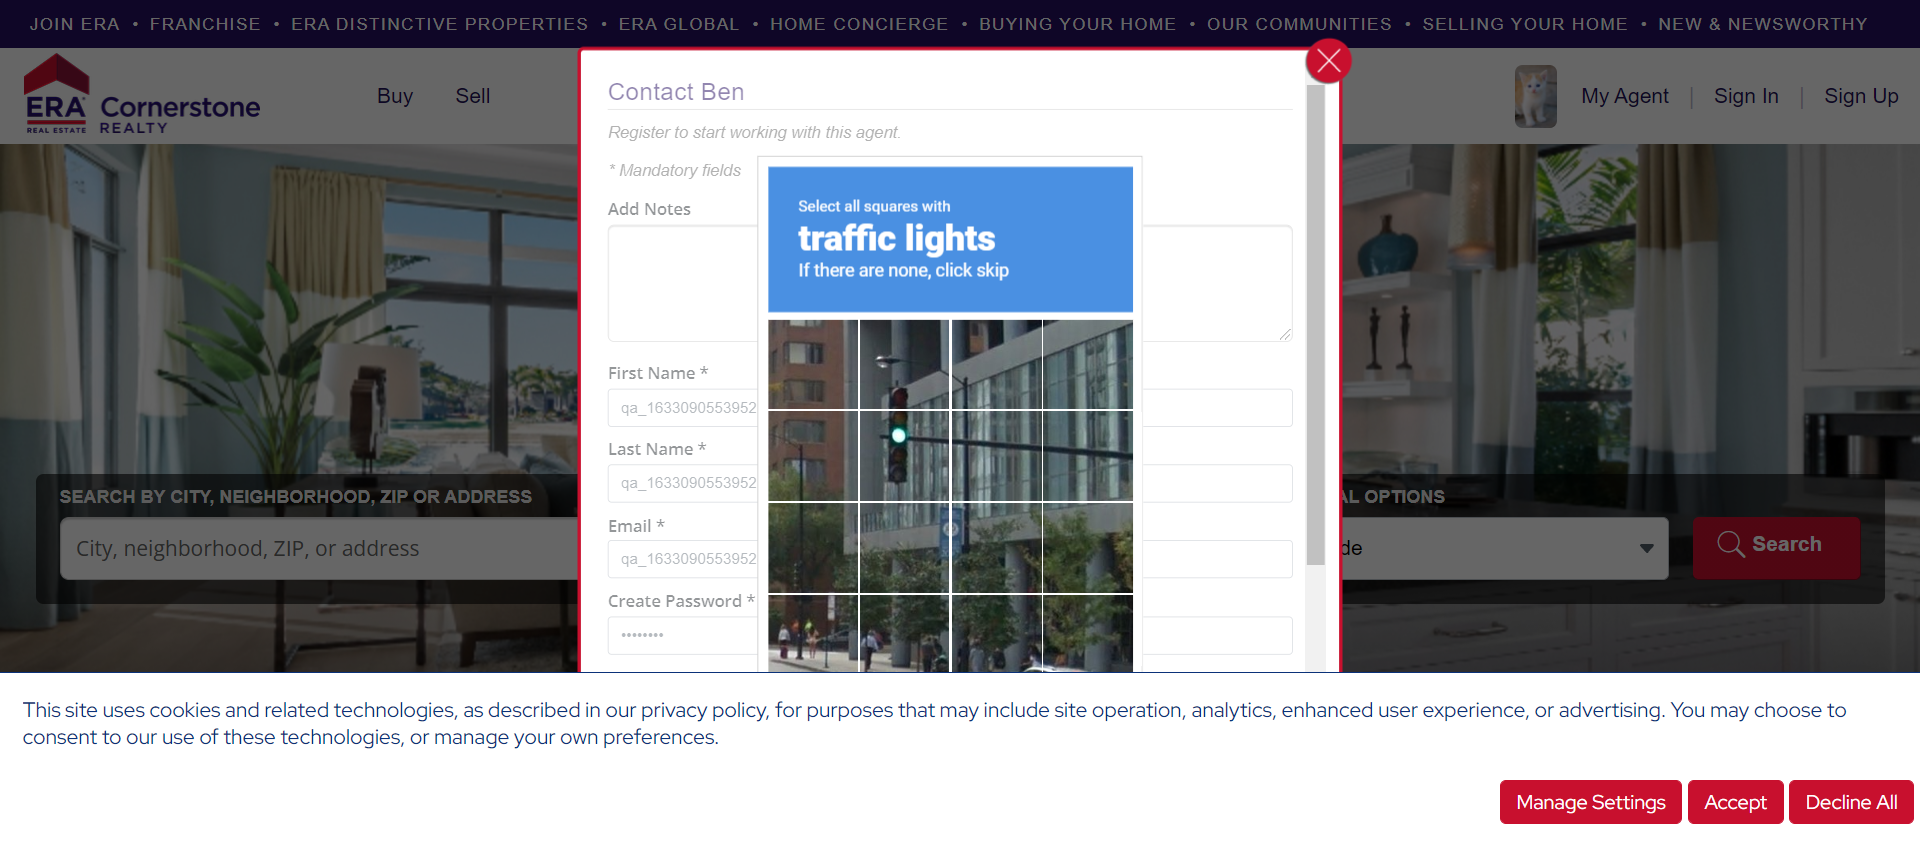 JOIN ERA • FRANCHISE • ERA DISTINCTIVE PROPERTIES • ERA GLOBAL • HOME CONCIERGE • BUYING YOUR HOME • OUR COMMUNITIES • SELLING YOUR HOME • NEW & NEWSWORTHY
ERA
REAL ESTATE
Cornerstone
REALTY
Buy
Sell
My Agent | Sign In | Sign Up
Contact Ben
Register to start working with this agent.
* Mandatory fields
Add Notes
Select all squares with
traffic lights
If there are none, click skip
First Name *
qa_1633090553952
Last Name *
qa_1633090553952
Email *
qa_1633090553952
Create Password *
••••••••
SEARCH BY CITY, NEIGHBORHOOD, ZIP OR ADDRESS
City, neighborhood, ZIP, or address
AL OPTIONS
de
Search
This site uses cookies and related technologies, as described in our privacy policy, for purposes that may include site operation, analytics, enhanced user experience, or advertising. You may choose to
consent to our use of these technologies, or manage your own preferences.
Manage Settings
Accept
Decline All